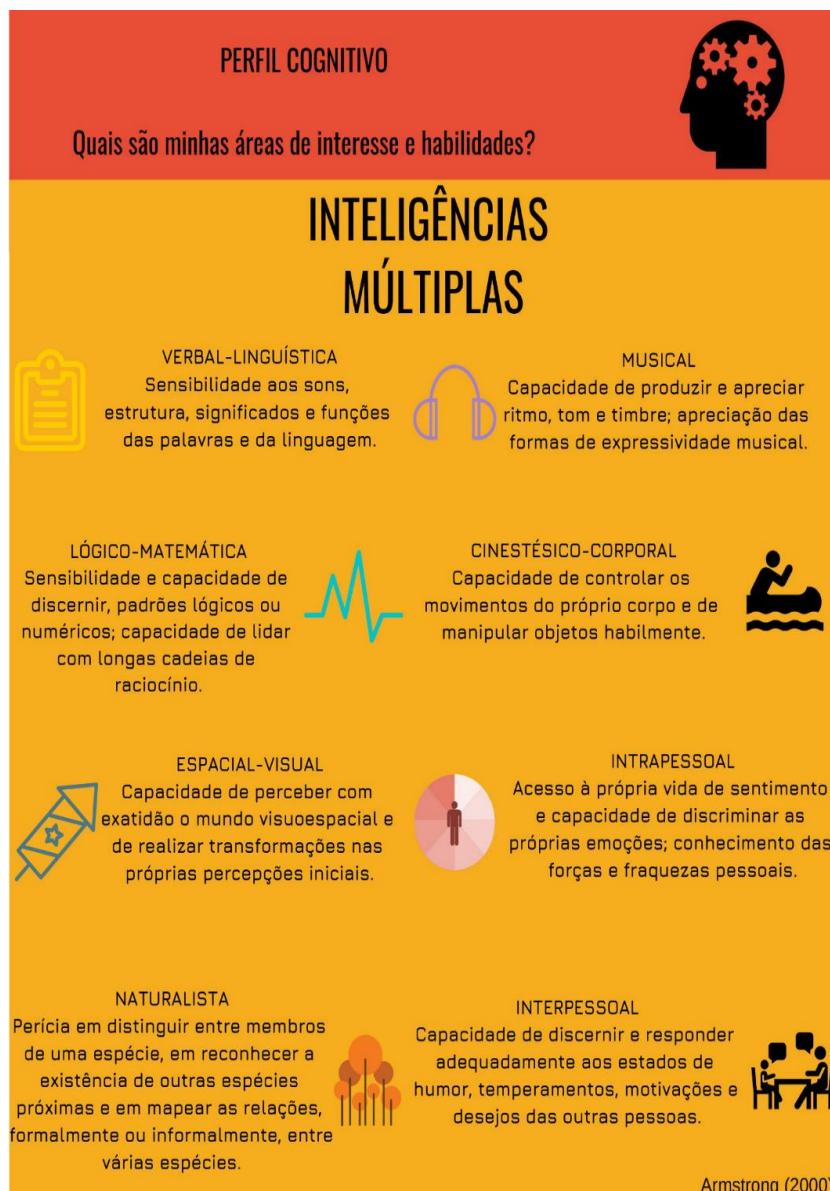 PERFIL COGNITIVO
Quais são minhas áreas de interesse e habilidades?
INTELIGÊNCIAS
MÚLTIPLAS
VERBAL-LINGUÍSTICA
Sensibilidade aos sons,
estrutura, significados e funções
das palavras e da linguagem.
MUSICAL
Capacidade de produzir e apreciar
ritmo, tom e timbre; apreciação das
formas de expressividade musical.
LÓGICO-MATEMÁTICA
Sensibilidade e capacidade de
discernir, padrões lógicos ou
numéricos; capacidade de lidar
com longas cadeias de
raciocínio.
CINESTÉSICO-CORPORAL
Capacidade de controlar os
movimentos do próprio corpo e de
manipular objetos habilmente.
ESPACIAL-VISUAL
Capacidade de perceber com
exatidão o mundo visuoespacial e
de realizar transformações nas
próprias percepções iniciais.
INTRAPESSOAL
Acesso à própria vida de sentimento
e capacidade de discriminar as
próprias emoções; conhecimento das
forças e fraquezas pessoais.
NATURALISTA
Perícia em distinguir entre membros
de uma espécie, em reconhecer a
existência de outras espécies
próximas e em mapear as relações,
formalmente ou informalmente, entre
várias espécies.
INTERPESSOAL
Capacidade de discernir e responder
adequadamente aos estados de
humor, temperamentos, motivações e
desejos das outras pessoas.
Armstrong (2000)